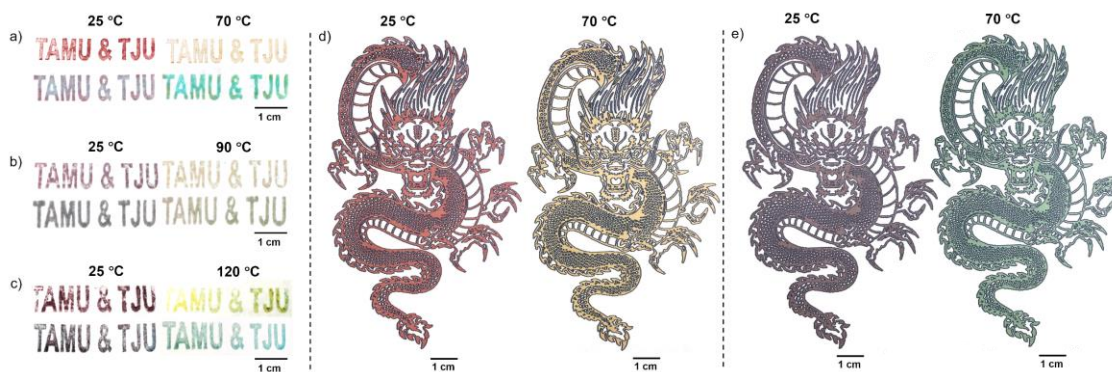 a)
25 °C 70 °C
TAMU & TJU TAMU & TJU
TAMU & TJU TAMU & TJU
1 cm
b)
25 °C 90 °C
TAMU & TJU TAMU & TJU
TAMU & TJU TAMU & TJU
1 cm
c)
25 °C 120 °C
TAMU & TJU TAMU & TJU
TAMU & TJU TAMU & TJU
1 cm
d)
25 °C 70 °C
1 cm 1 cm
e)
25 °C 70 °C
1 cm 1 cm